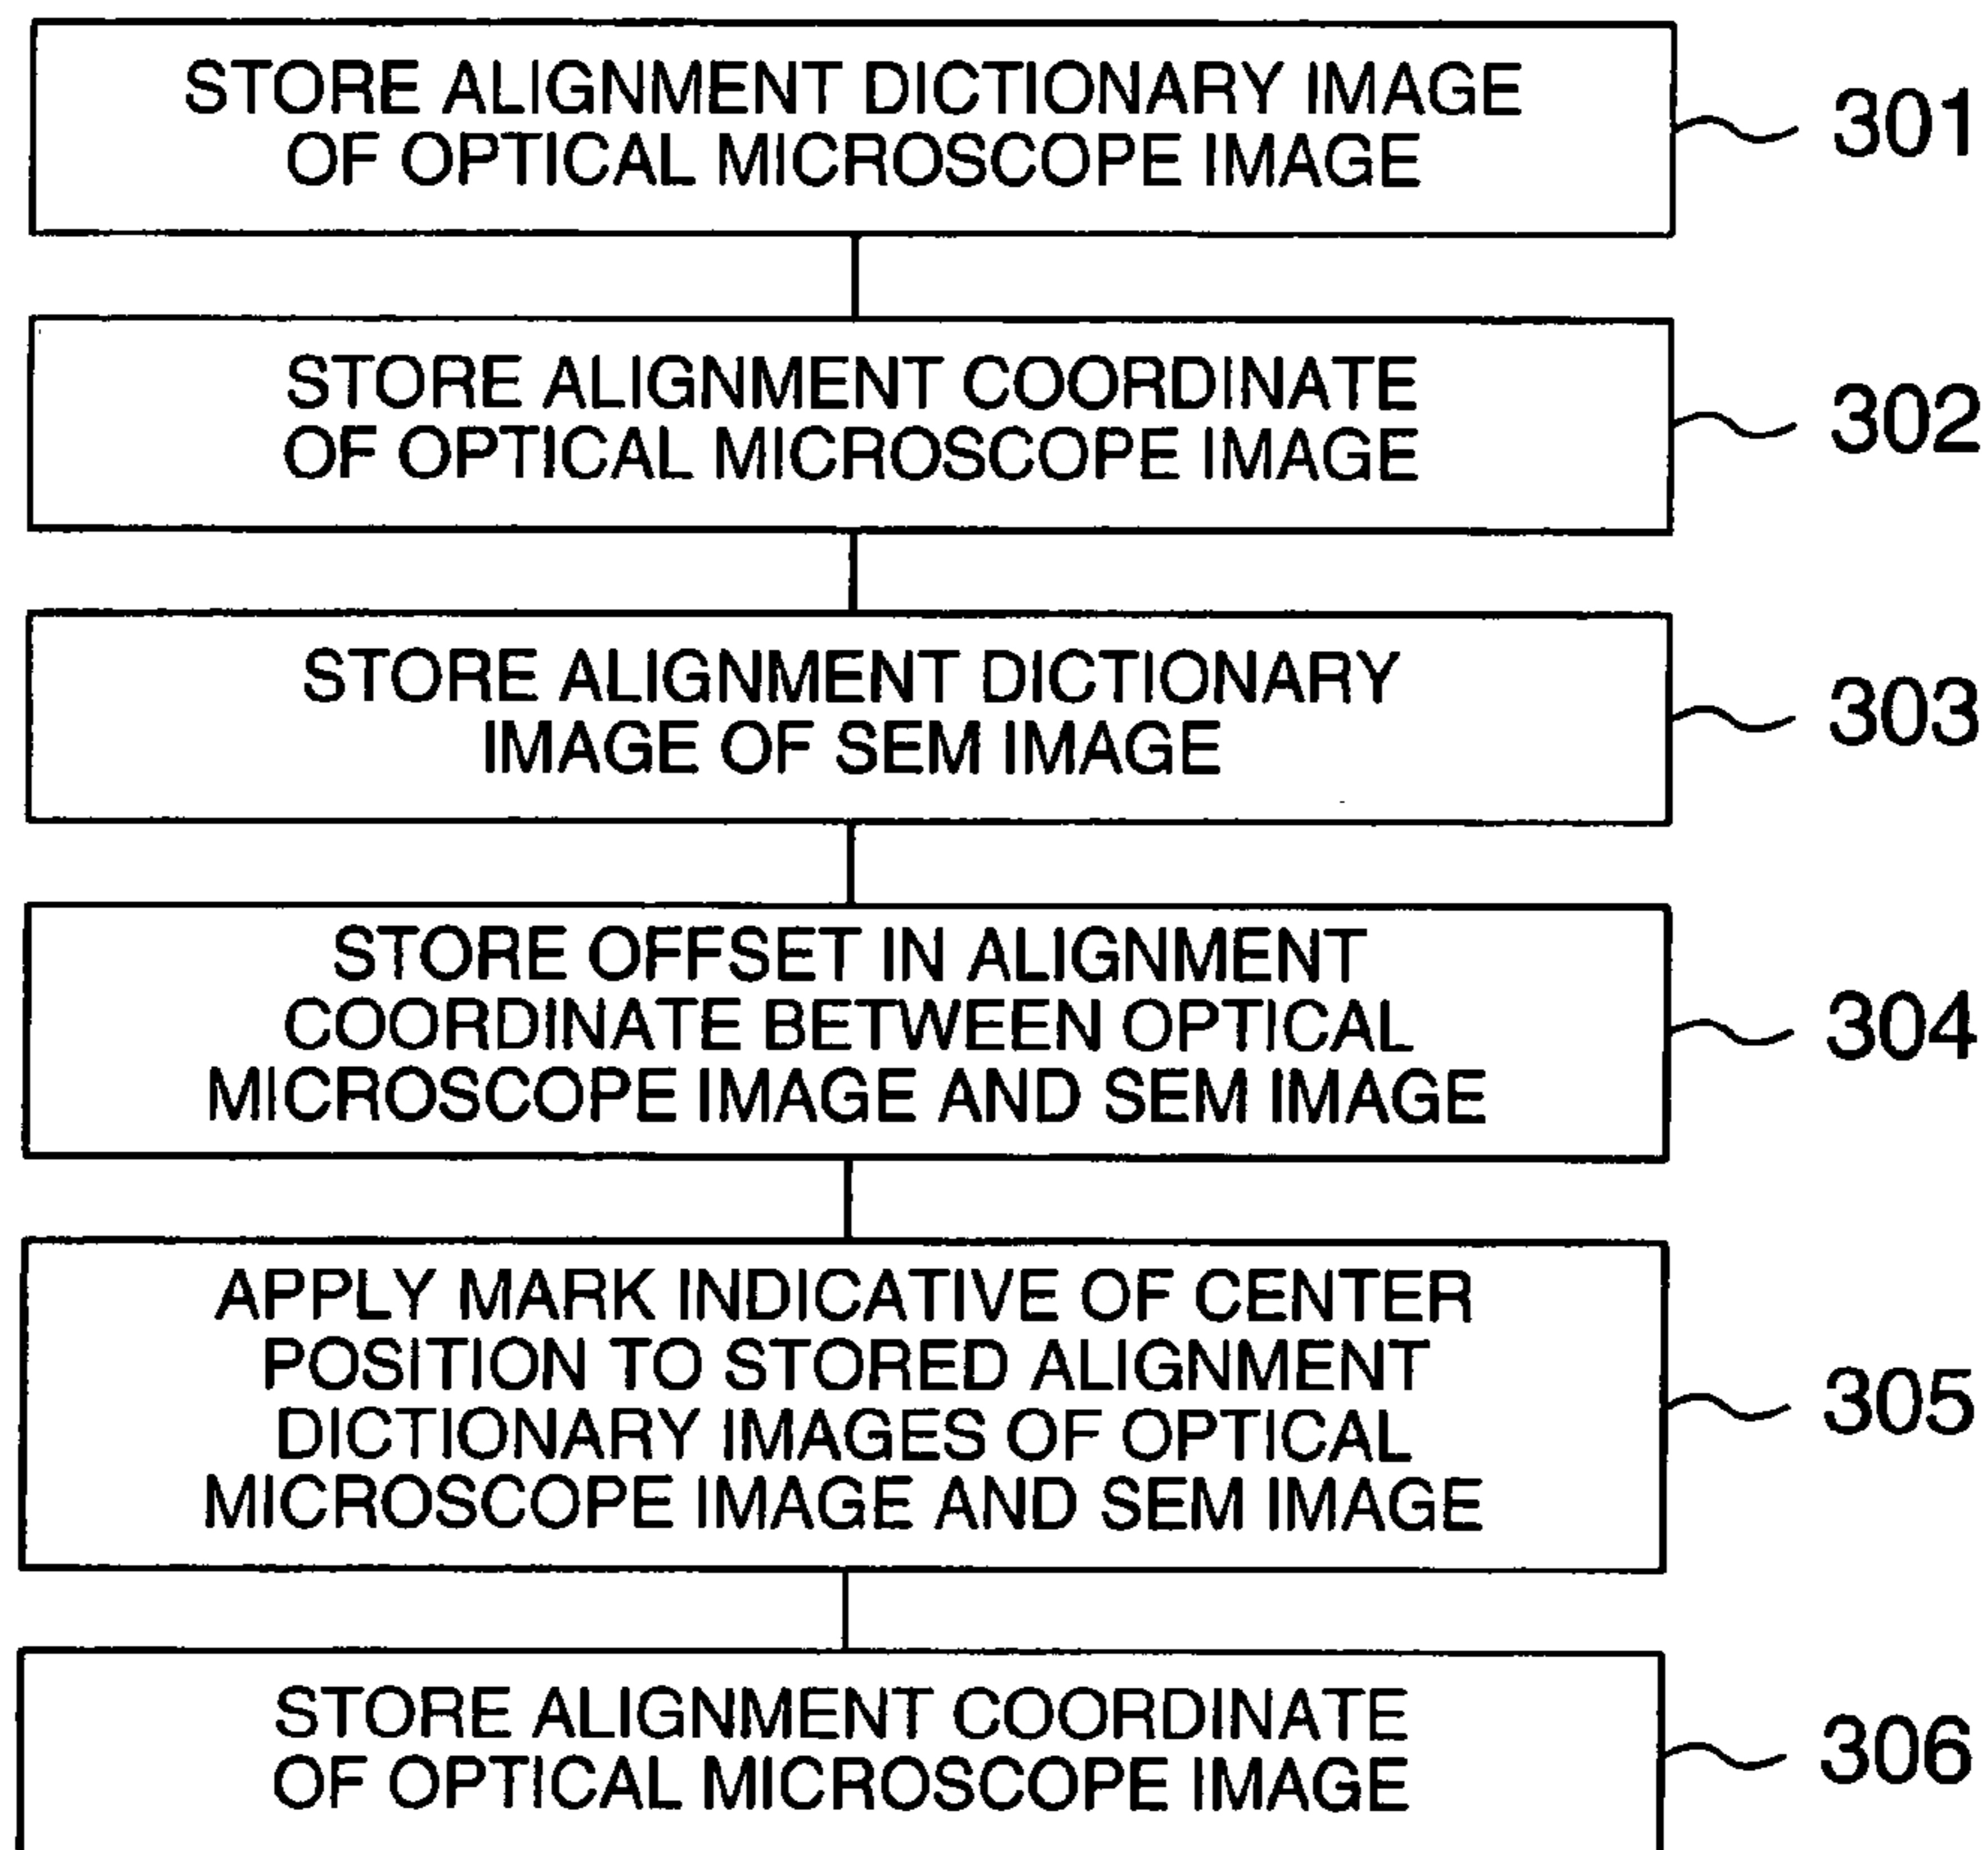 STORE ALIGNMENT DICTIONARY IMAGE
OF OPTICAL MICROSCOPE IMAGE
301
STORE ALIGNMENT COORDINATE
OF OPTICAL MICROSCOPE IMAGE
302
STORE ALIGNMENT DICTIONARY
IMAGE OF SEM IMAGE
303
STORE OFFSET IN ALIGNMENT
COORDINATE BETWEEN OPTICAL
MICROSCOPE IMAGE AND SEM IMAGE
304
APPLY MARK INDICATIVE OF CENTER
POSITION TO STORED ALIGNMENT
DICTIONARY IMAGES OF OPTICAL
MICROSCOPE IMAGE AND SEM IMAGE
305
STORE ALIGNMENT COORDINATE
OF OPTICAL MICROSCOPE IMAGE
306